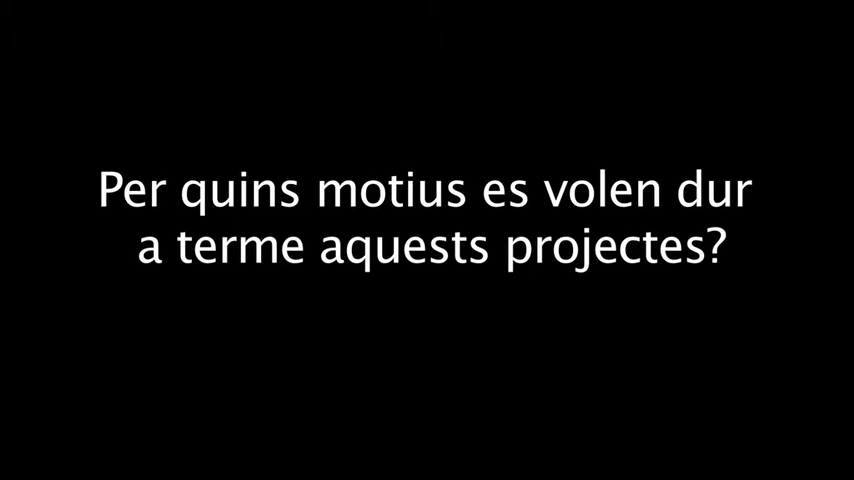 Per quins motius es volen dur
a terme aquests projectes?